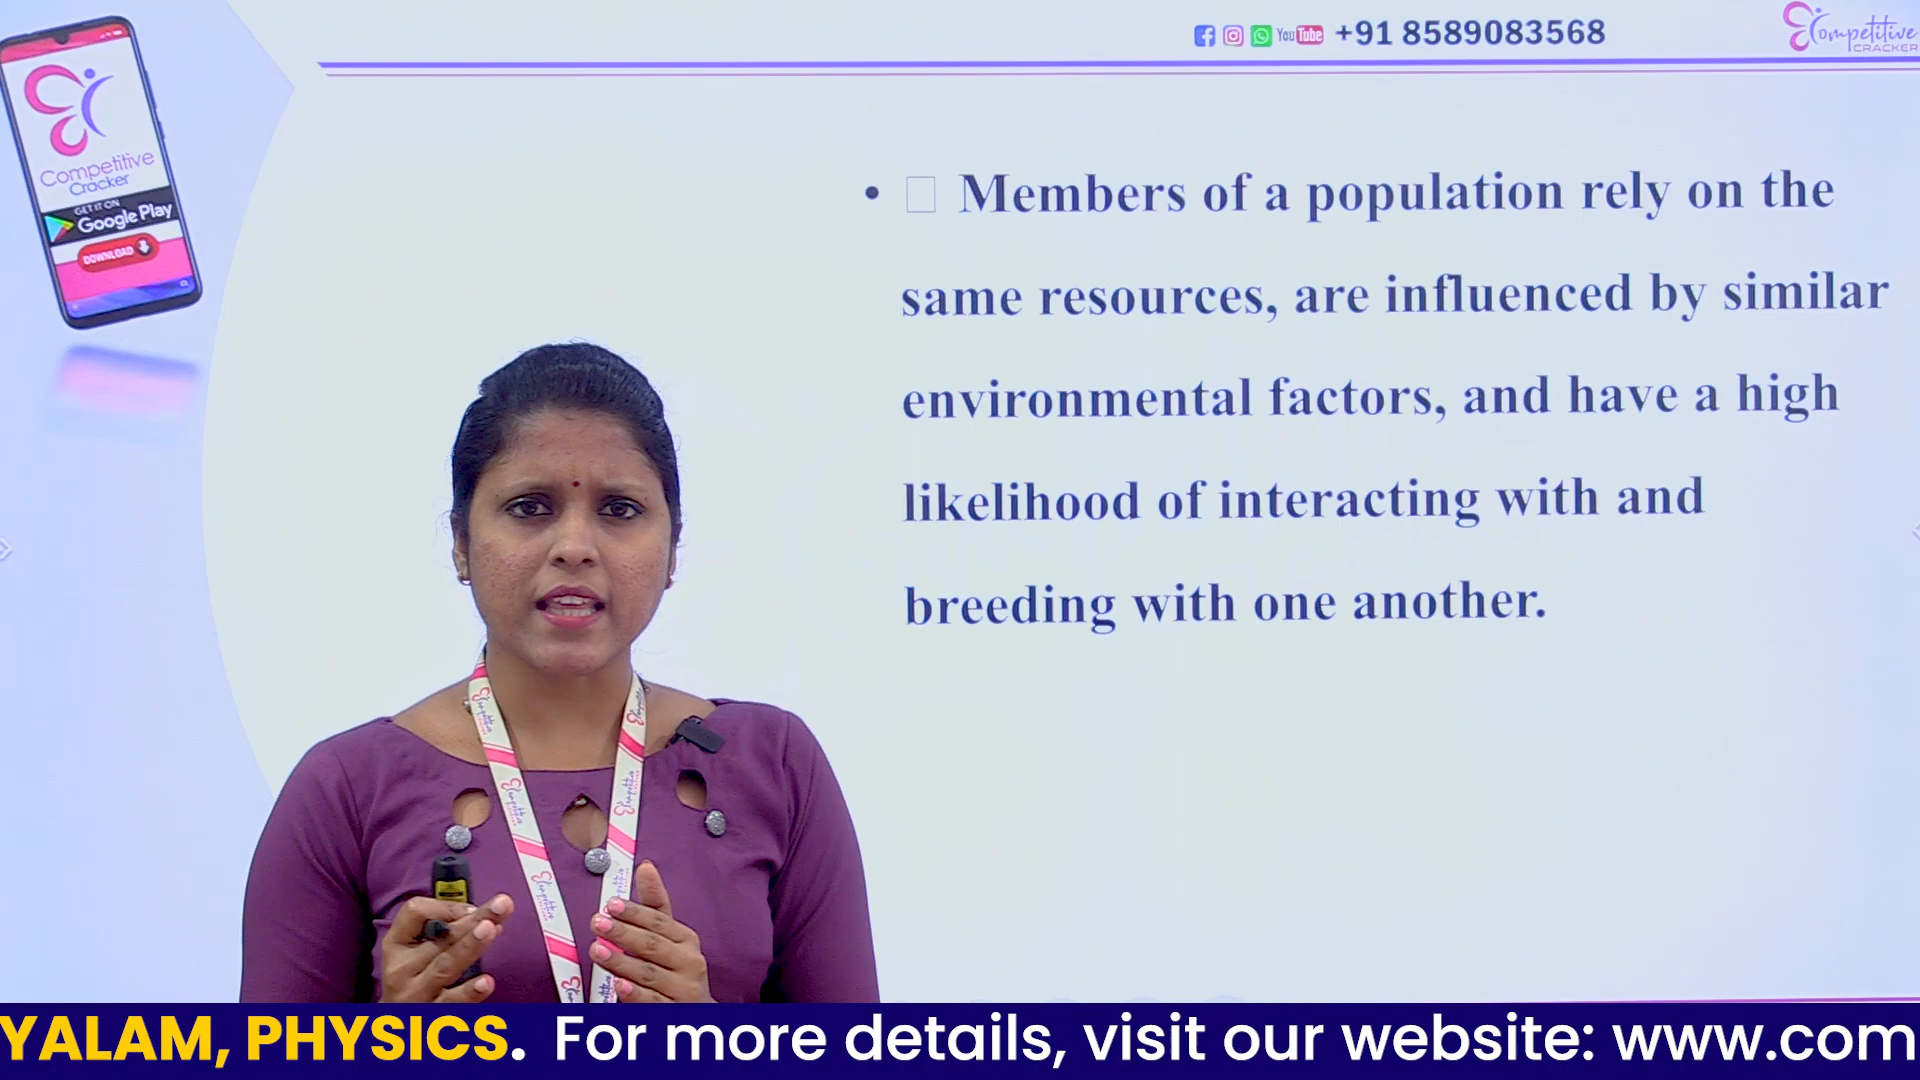 You Tube +91 8589083568
Competitive
CRACKER
Competitive
Cracker
GET IT ON
Google Play
DOWNLOAD
• Members of a population rely on the
same resources, are influenced by similar
environmental factors, and have a high
likelihood of interacting with and
breeding with one another.
YALAM, PHYSICS. For more details, visit our website: www.com